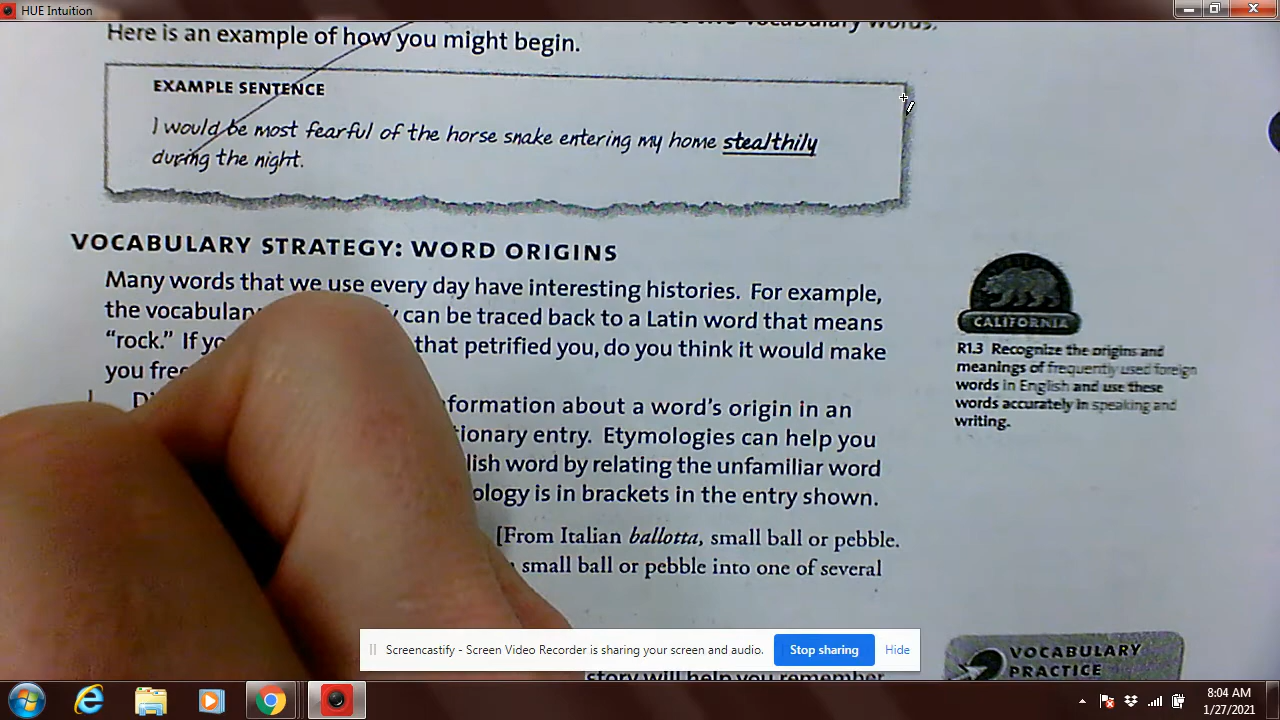 HUE Intuition
vocabulary words.
Here is an example of how you might begin.
EXAMPLE SENTENCE
I would be most fearful of the horse snake entering my home stealthily
during the night.
VOCABULARY STRATEGY: WORD ORIGINS
Many words that we use every day have interesting histories. For example,
the vocabulary can be traced back to a Latin word that means
"rock." If that petrified you, do you think it would make
you
formation about a word's origin in an
tionary entry. Etymologies can help you
lish word by relating the unfamiliar word
ology is in brackets in the entry shown.
[From Italian ballotta, small ball or pebble.
small ball or pebble into one of several
story will help you remember
CALIFORNIA
R1.3 Recognize the origins and
meanings of frequently used foreign
words in English and use these
words accurately in speaking and
writing.
VOCABULARY
PRACTICE
Screencastify - Screen Video Recorder is sharing your screen and audio.
Stop sharing
Hide
8:04 AM
1/27/2021